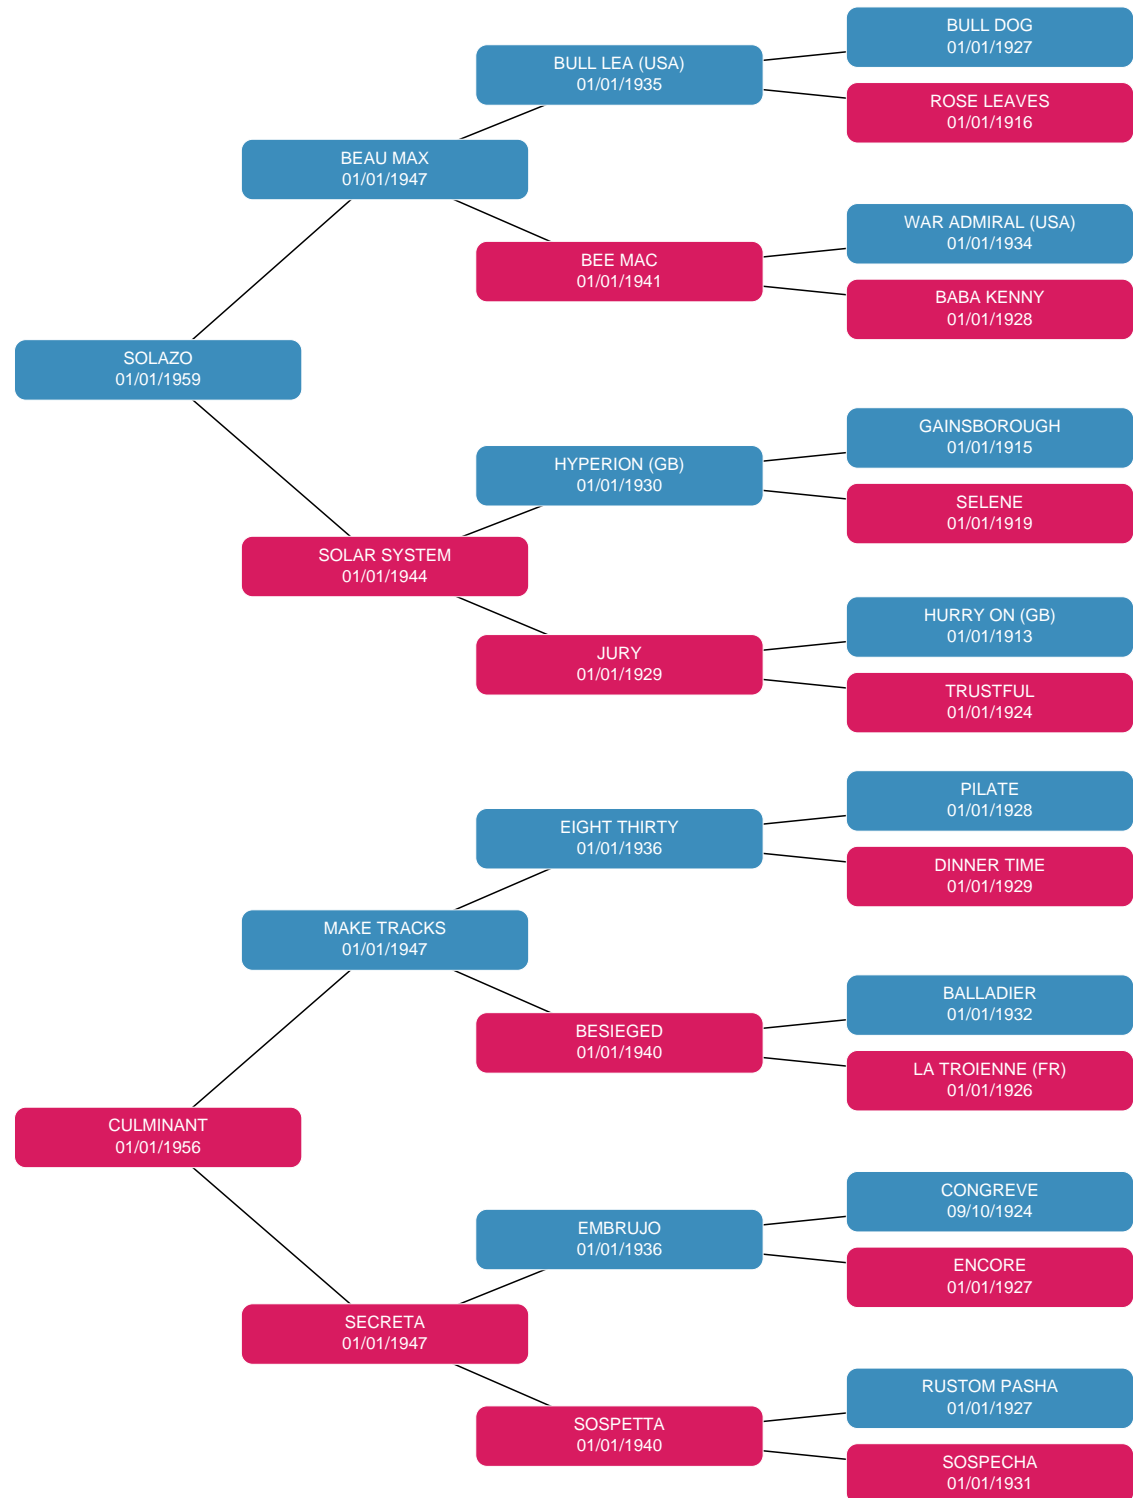 BULL DOG
01/01/1927
BULL LEA (USA)
01/01/1935
ROSE LEAVES
01/01/1916
BEAU MAX
01/01/1947
WAR ADMIRAL (USA)
01/01/1934
BEE MAC
01/01/1941
BABA KENNY
01/01/1928
SOLAZO
01/01/1959
GAINSBOROUGH
01/01/1915
HYPERION (GB)
01/01/1930
SELENE
01/01/1919
SOLAR SYSTEM
01/01/1944
HURRY ON (GB)
01/01/1913
JURY
01/01/1929
TRUSTFUL
01/01/1924
PILATE
01/01/1928
EIGHT THIRTY
01/01/1936
DINNER TIME
01/01/1929
MAKE TRACKS
01/01/1947
BALLADIER
01/01/1932
BESIEGED
01/01/1940
LA TROIENNE (FR)
01/01/1926
CULMINANT
01/01/1956
CONGREVE
09/10/1924
EMBRUJO
01/01/1936
ENCORE
01/01/1927
SECRETA
01/01/1947
RUSTOM PASHA
01/01/1927
SOSPETTA
01/01/1940
SOSPECHA
01/01/1931